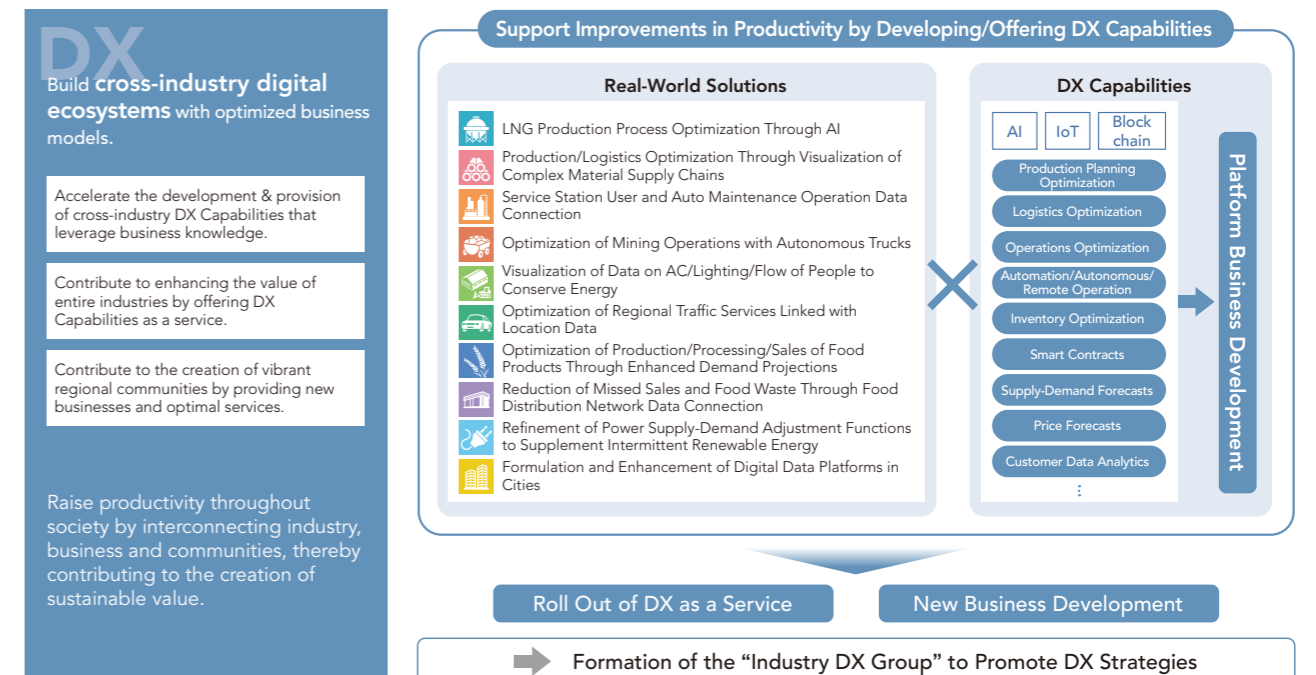 DX
Build cross-industry digital
ecosystems with optimized business
models.
Accelerate the development & provision
of cross-industry DX Capabilities that
leverage business knowledge.
Contribute to enhancing the value of
entire industries by offering DX
Capabilities as a service.
Contribute to the creation of vibrant
regional communities by providing new
businesses and optimal services.
Raise productivity throughout
society by interconnecting industry,
business and communities, thereby
contributing to the creation of
sustainable value.
Support Improvements in Productivity by Developing/Offering DX Capabilities
Real-World Solutions
LNG Production Process Optimization Through AI
Production/Logistics Optimization Through Visualization of
Complex Material Supply Chains
Service Station User and Auto Maintenance Operation Data
Connection
Optimization of Mining Operations with Autonomous Trucks
Visualization of Data on AC/Lighting/Flow of People to
Conserve Energy
Optimization of Regional Traffic Services Linked with
Location Data
Optimization of Production/Processing/Sales of Food
Products Through Enhanced Demand Projections
Reduction of Missed Sales and Food Waste Through Food
Distribution Network Data Connection
Refinement of Power Supply-Demand Adjustment Functions
to Supplement Intermittent Renewable Energy
Formulation and Enhancement of Digital Data Platforms in
Cities
DX Capabilities
AI
IoT
Block
chain
Production Planning
Optimization
Logistics Optimization
Operations Optimization
Automation/Autonomous/
Remote Operation
Inventory Optimization
Smart Contracts
Supply-Demand Forecasts
Price Forecasts
Customer Data Analytics
⋮
Platform Business Development
Roll Out of DX as a Service
New Business Development
Formation of the “Industry DX Group” to Promote DX Strategies